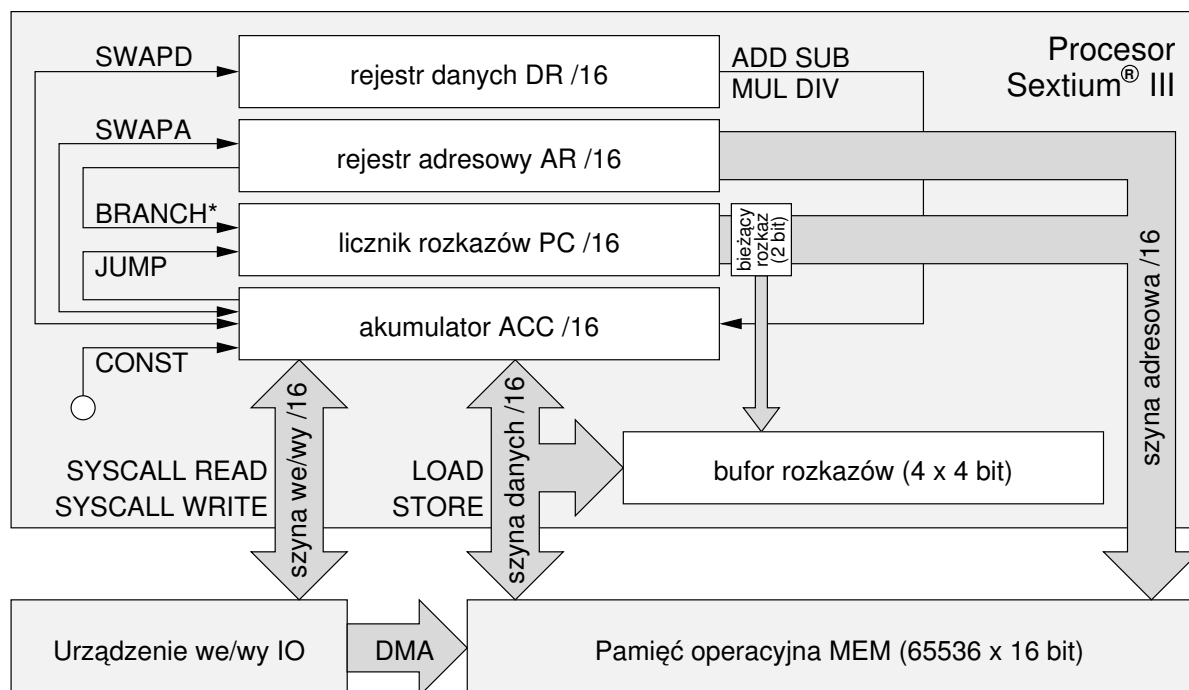 Procesor
Sextium® III
SWAPD
rejestr danych DR /16
ADD SUB
MUL DIV
SWAPA
rejestr adresowy AR /16
BRANCH*
licznik rozkazów PC /16
bieżący
rozkaz
(2 bit)
JUMP
akumulator ACC /16
CONST
szyna adresowa /16
SYSCALL READ
SYSCALL WRITE
szyna we/wy /16
LOAD
STORE
szyna danych /16
bufor rozkazów (4 x 4 bit)
Urządzenie we/wy IO
DMA
Pamięć operacyjna MEM (65536 x 16 bit)